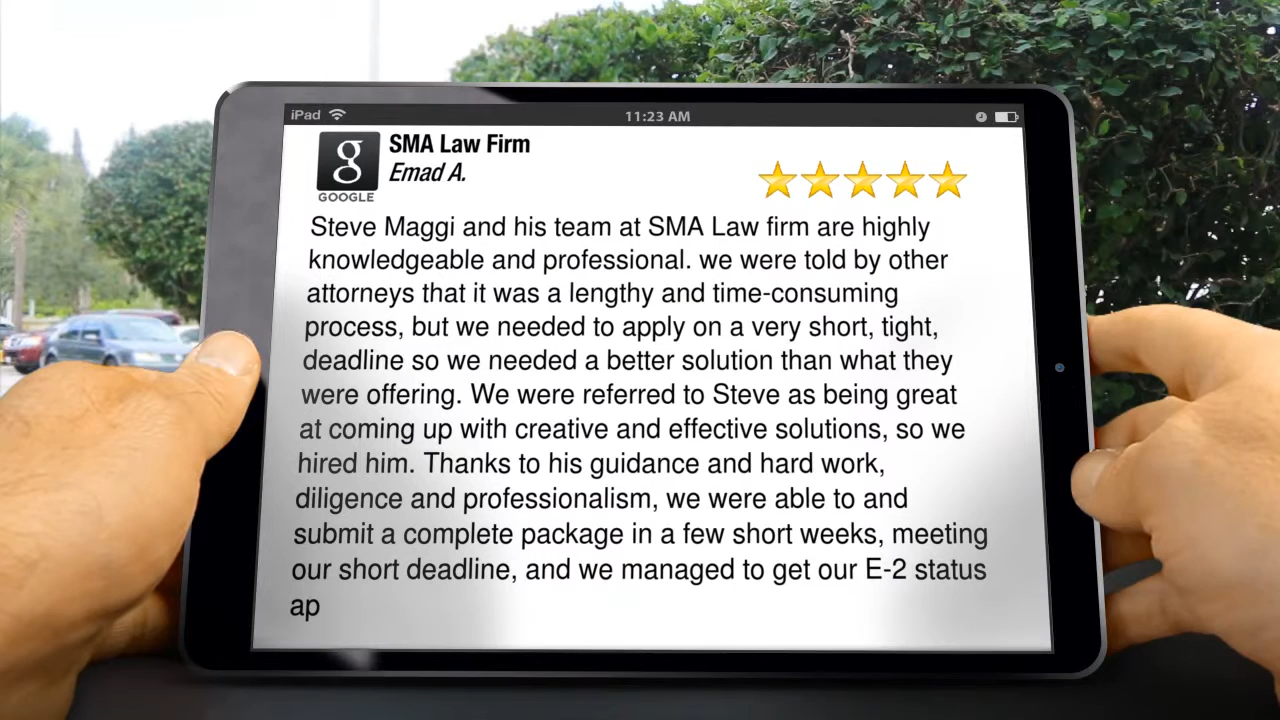 iPad 11:23 AM
g SMA Law Firm
Emad A.
GOOGLE
Steve Maggi and his team at SMA Law firm are highly
knowledgeable and professional. we were told by other
attorneys that it was a lengthy and time-consuming
process, but we needed to apply on a very short, tight,
deadline so we needed a better solution than what they
were offering. We were referred to Steve as being great
at coming up with creative and effective solutions, so we
hired him. Thanks to his guidance and hard work,
diligence and professionalism, we were able to and
submit a complete package in a few short weeks, meeting
our short deadline, and we managed to get our E-2 status
ap